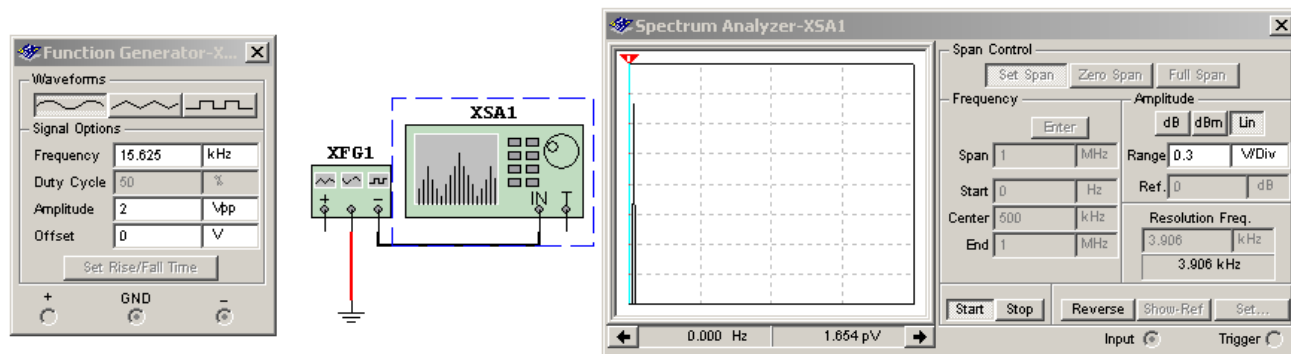 Function Generator-X...
Waveforms
Signal Options
Frequency 15.625 kHz
Duty Cycle 50 %
Amplitude 2 Vpp
Offset 0 V
Set Rise/Fall Time
+ GND −
XFG1
+ −
XSA1
IN T
Spectrum Analyzer-XSA1
0.000 Hz 1.654 pV
Span Control
Set Span Zero Span Full Span
Frequency
Enter
Span 1 MHz
Start 0 Hz
Center 500 kHz
End 1 MHz
Amplitude
dB dBm Lin
Range 0.3 V/Div
Ref. 0 dB
Resolution Freq.
3.906 kHz
3.906 kHz
Start Stop Reverse Show-Ref Set...
Input Trigger